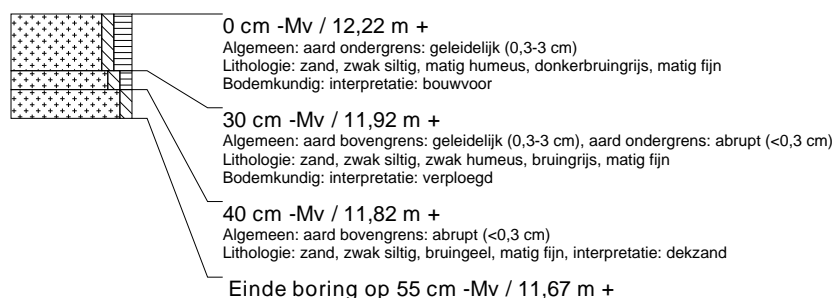 0 cm -Mv / 12,22 m +
Algemeen: aard ondergrens: geleidelijk (0,3-3 cm)
Lithologie: zand, zwak siltig, matig humeus, donkerbruingrijs, matig fijn
Bodemkundig: interpretatie: bouwvoor
30 cm -Mv / 11,92 m +
Algemeen: aard bovengrens: geleidelijk (0,3-3 cm), aard ondergrens: abrupt (<0,3 cm)
Lithologie: zand, zwak siltig, zwak humeus, bruingrijs, matig fijn
Bodemkundig: interpretatie: verploegd
40 cm -Mv / 11,82 m +
Algemeen: aard bovengrens: abrupt (<0,3 cm)
Lithologie: zand, zwak siltig, bruingeel, matig fijn, interpretatie: dekzand
Einde boring op 55 cm -Mv / 11,67 m +